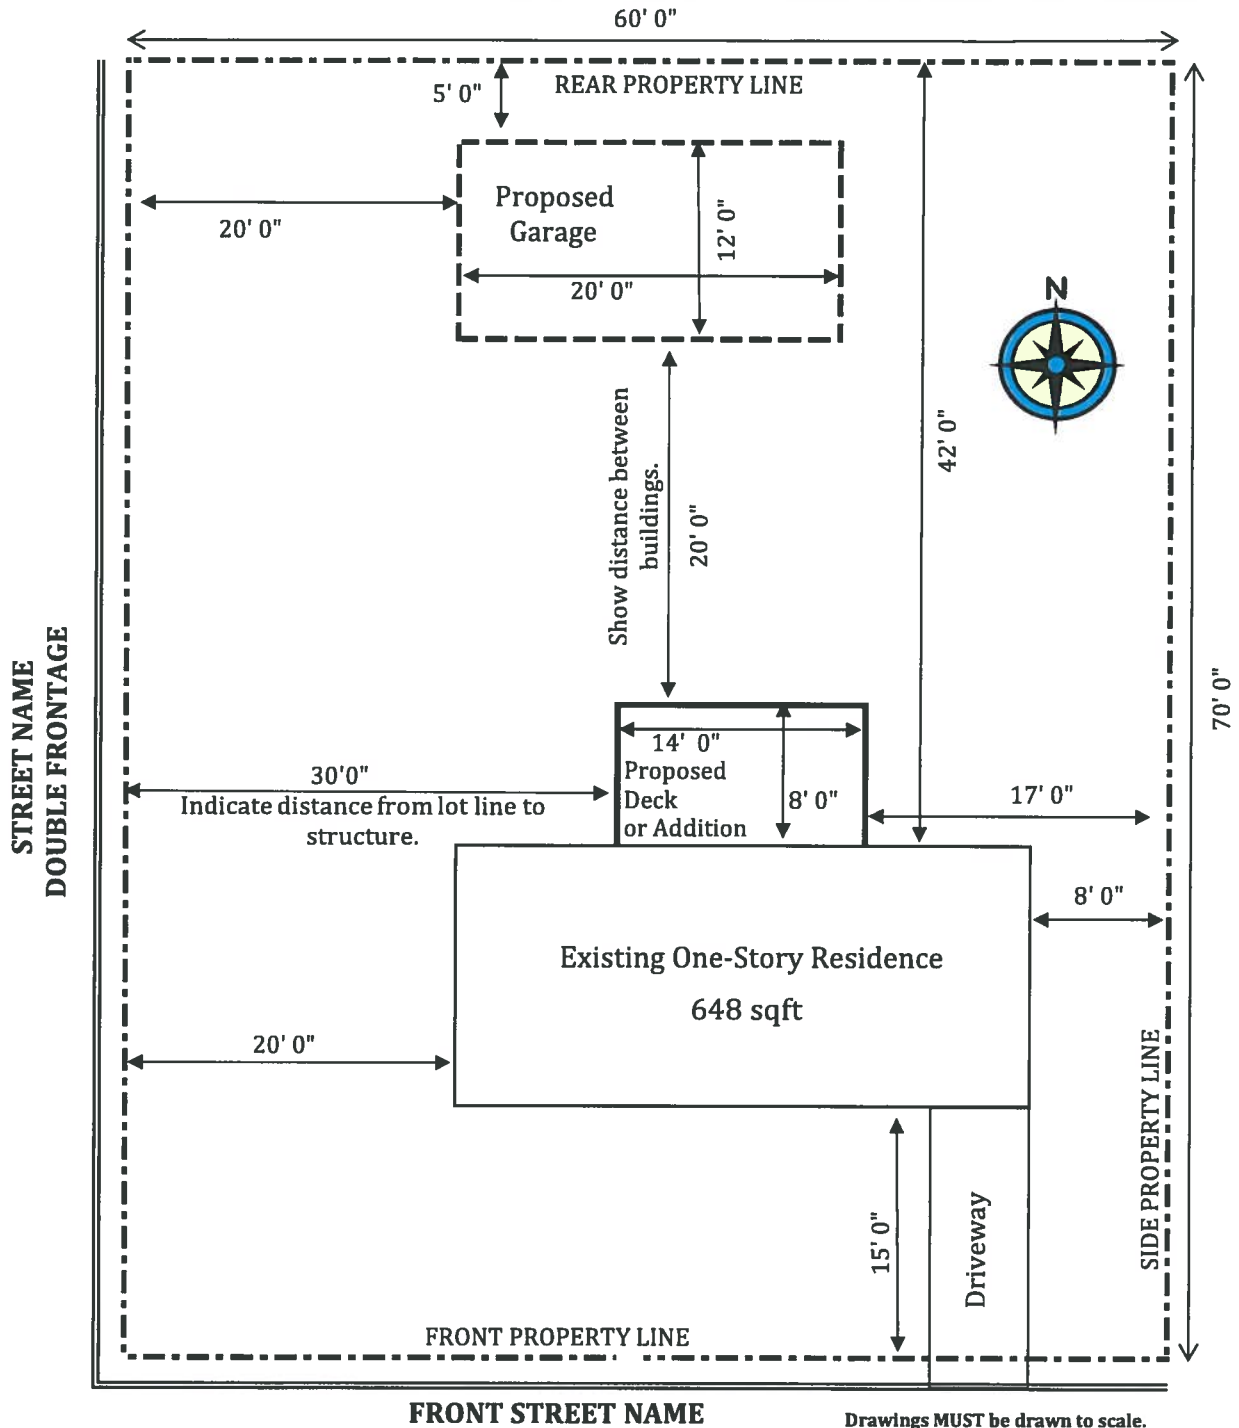 60' 0"
REAR PROPERTY LINE
5' 0"
Proposed
Garage
20' 0"
12' 0"
20' 0"
N
42' 0"
Show distance between
buildings.
20' 0"
70' 0"
STREET NAME
DOUBLE FRONTAGE
14' 0"
Proposed
Deck
or Addition
8' 0"
30'0"
Indicate distance from lot line to
structure.
17' 0"
8' 0"
Existing One-Story Residence
648 sqft
20' 0"
SIDE PROPERTY LINE
15' 0"
Driveway
FRONT PROPERTY LINE
FRONT STREET NAME
Drawings MUST be drawn to scale.